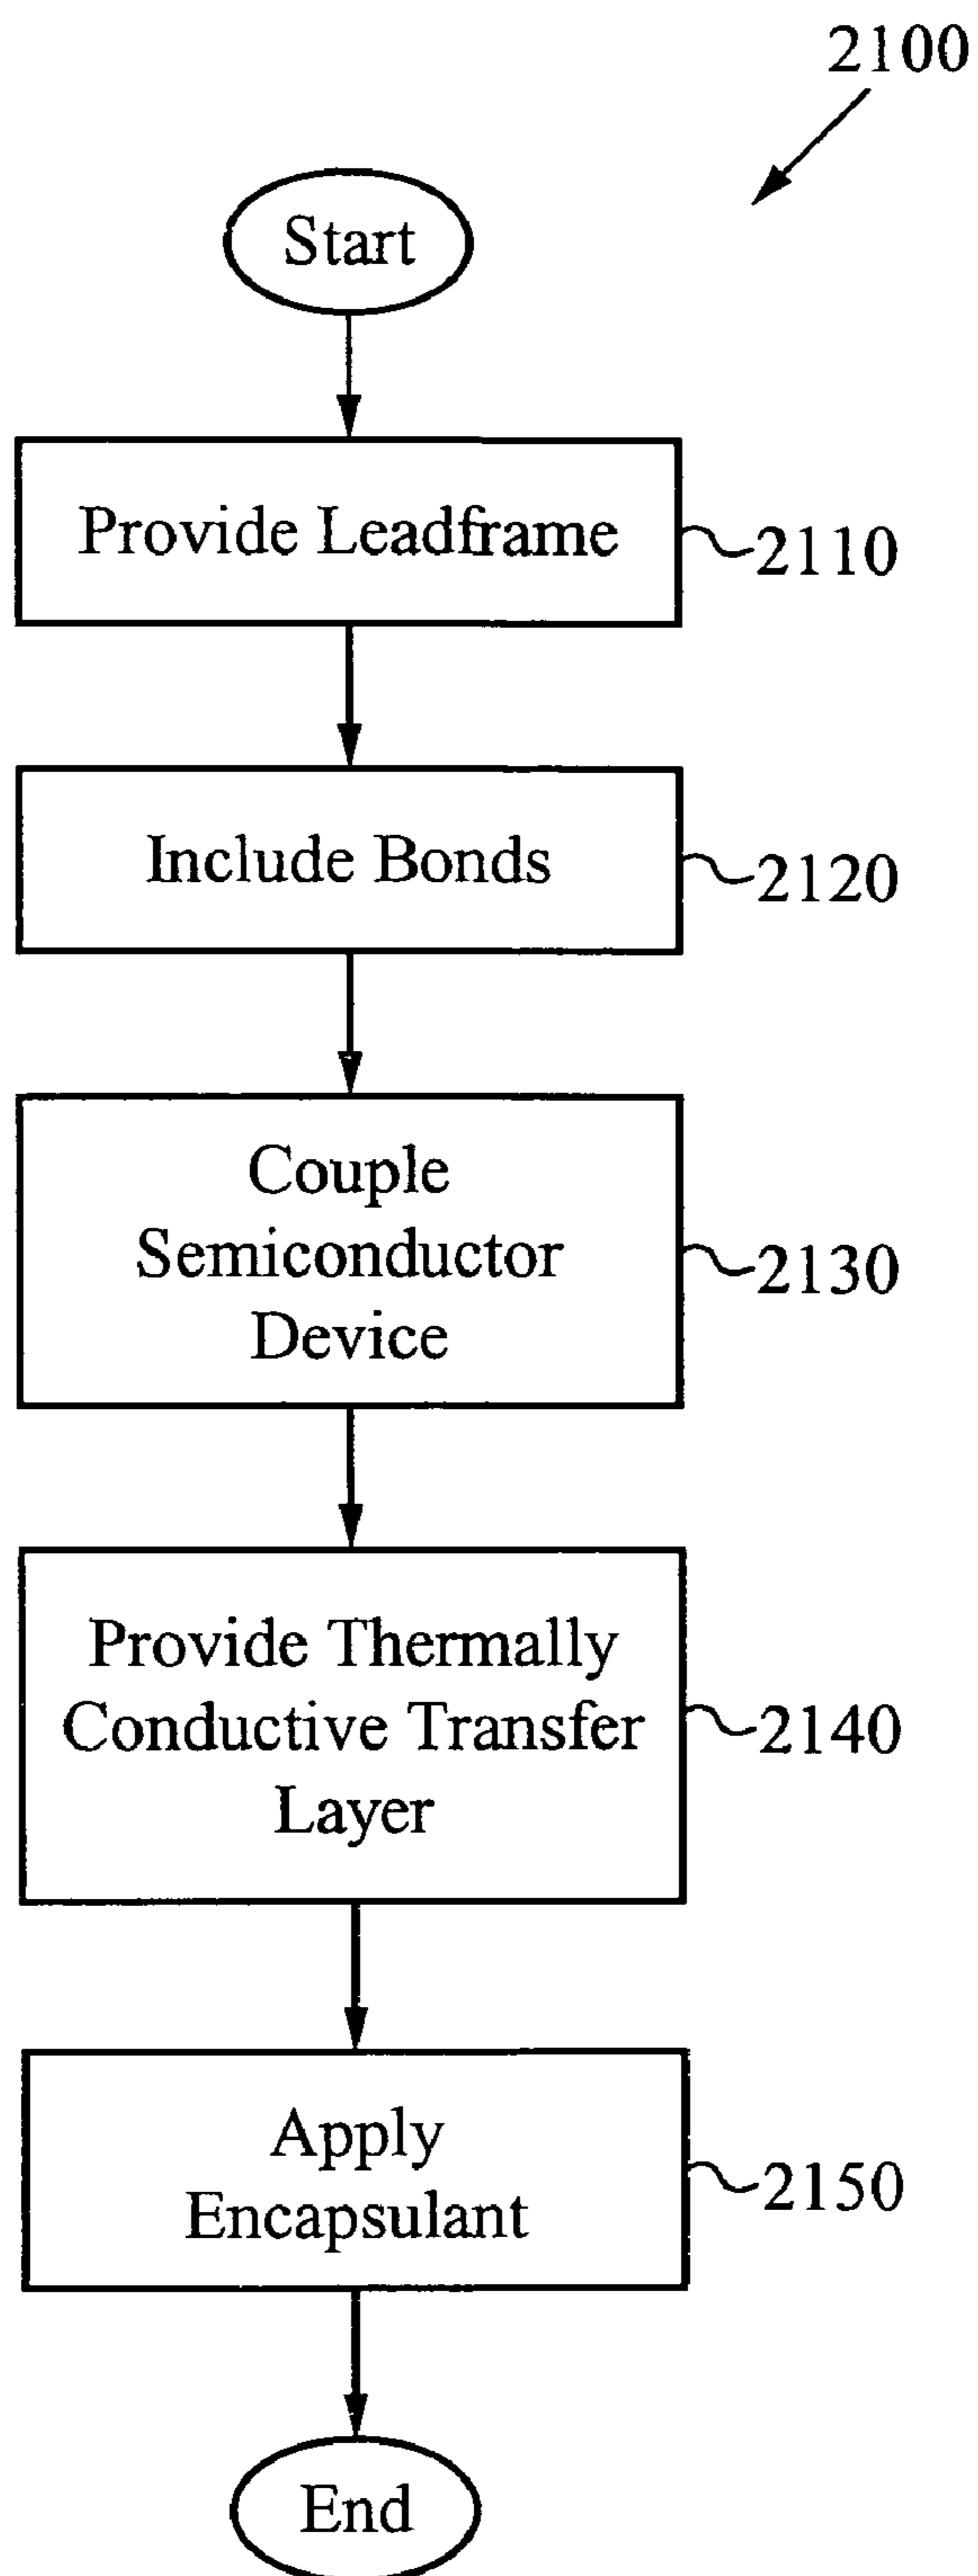 2100
Start
Provide Leadframe
2110
Include Bonds
2120
Couple
Semiconductor
Device
2130
Provide Thermally
Conductive Transfer
Layer
2140
Apply
Encapsulant
2150
End